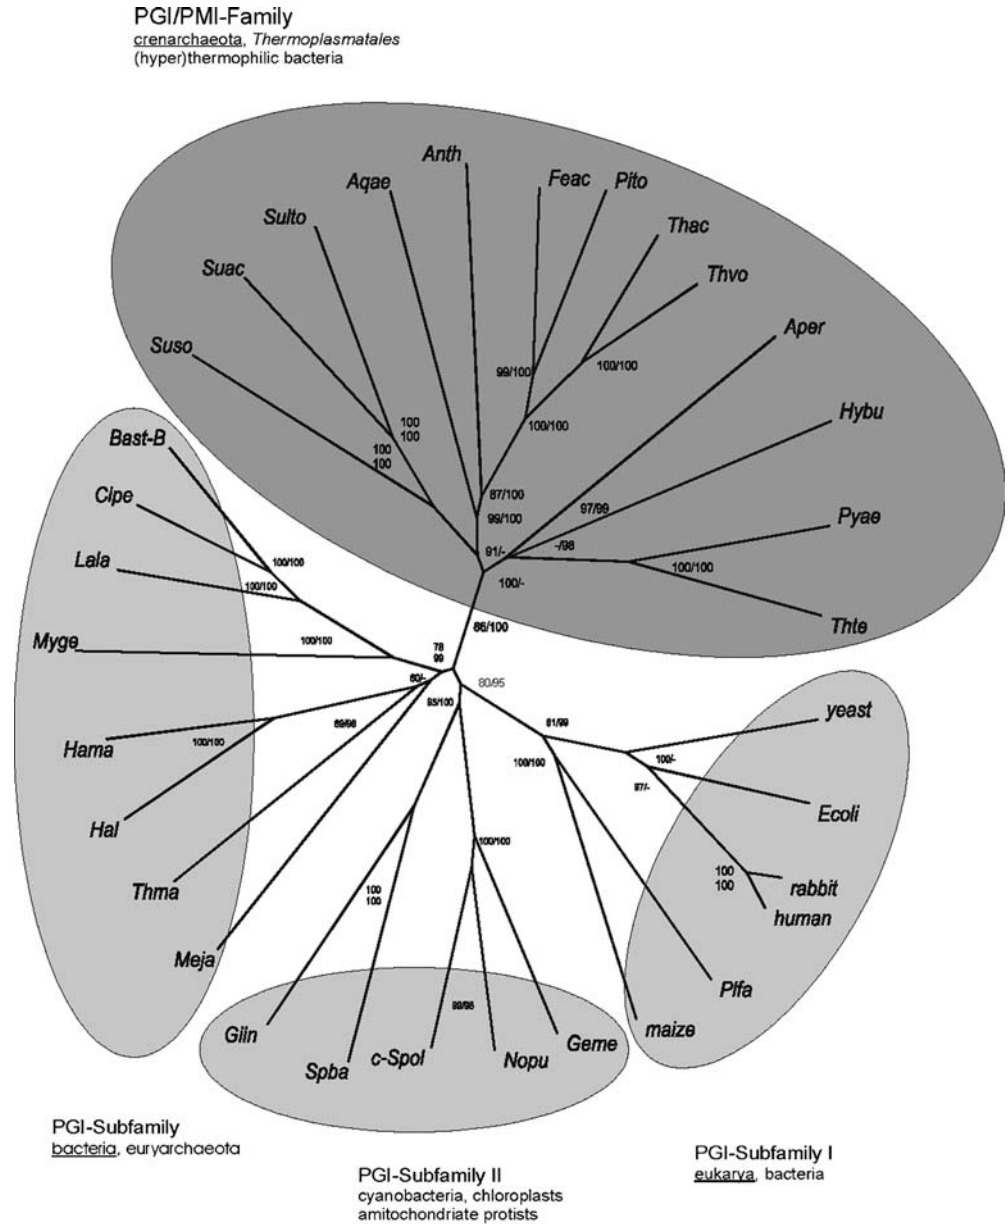 PGI/PMI-Family
crenarchaeota, Thermoplasmatales
(hyper)thermophilic bacteria
Anth
Feac
Pito
Aqae
Sulto
Thac
Suac
Thvo
Suso
Aper
99/100
100/100
Hybu
100/100
100
100
100
100
Bast-B
Clpe
87/100
97/99
99/100
Pyae
-/98
91/-
100/-
100/100
Lala
100/100
100/100
Thte
86/100
Myge
100/100
78
99
60/-
80/95
95/100
yeast
Hama
100/100
69/98
61/99
100/100
100/-
97/-
Hal
Ecoli
100/100
Thma
100
100
100
100
rabbit
human
Meja
Plfa
Giin
99/95
maize
c-Spol
Geme
Spba
Nopu
PGI-Subfamily
bacteria, euryarchaeota
PGI-Subfamily I
eukarya, bacteria
PGI-Subfamily II
cyanobacteria, chloroplasts
amitochondriate protists